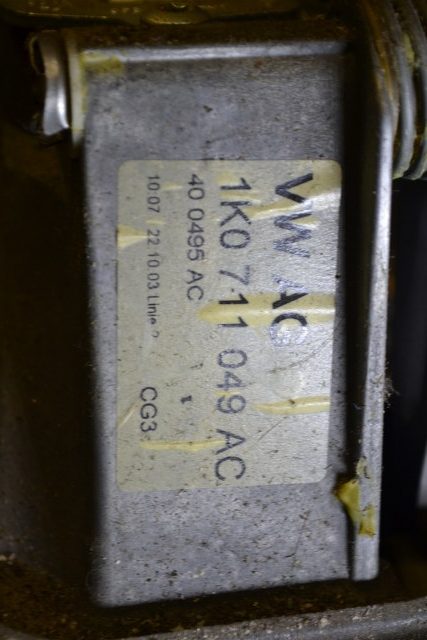 VW AG
1K0 711 049 AC
40 0495 AC
10:07 22.10.03 Linie 2 CG3